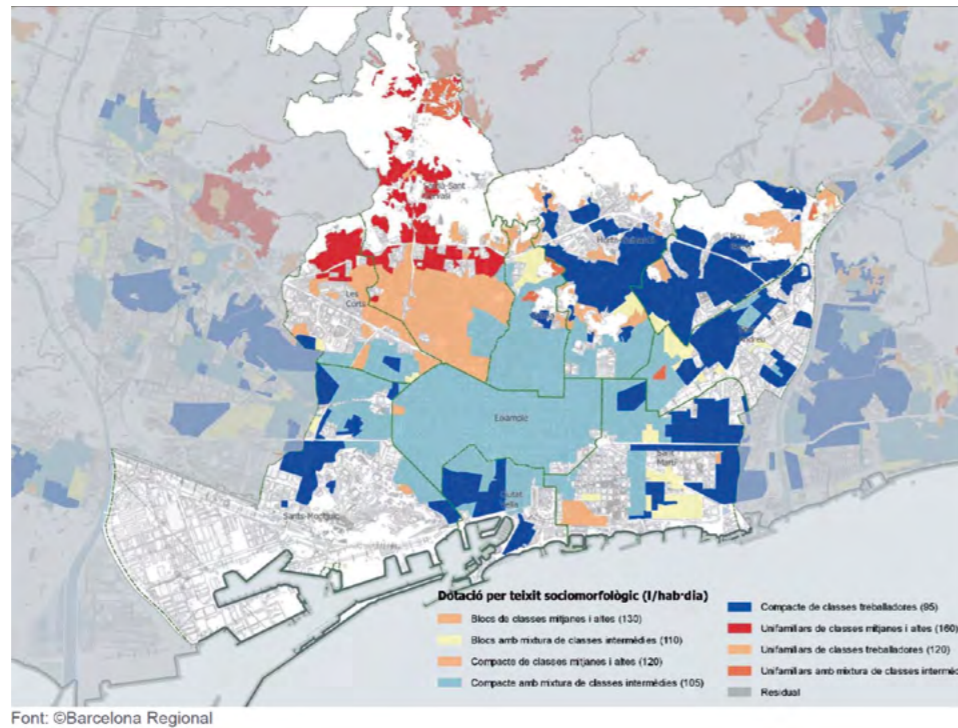 Les Corts
Eixample
Sants-Montjuïc
Ciutat Vella
Sant Martí
Dotació per teixit sociomorfològic (l/hab·dia)
Blocs de classes mitjanes i altes (130)
Blocs amb mixtura de classes intermèdies (110)
Compacte de classes mitjanes i altes (120)
Compacte amb mixtura de classes intermèdies (105)
Compacte de classes treballadores (95)
Unifamiliars de classes mitjanes i altes (160)
Unifamiliars de classes treballadores (120)
Unifamiliars amb mixtura de classes intermèd
Residual
Font: ©Barcelona Regional